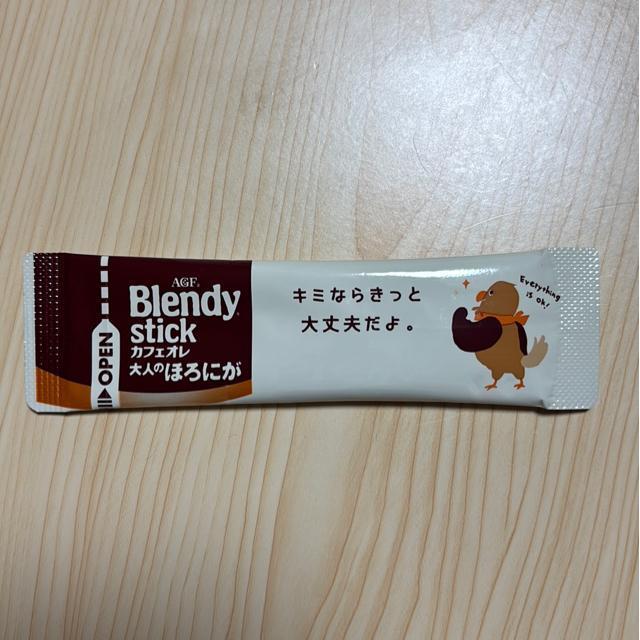 AGF®
Blendy®
stick
カフェオレ
大人のほろにが
OPEN
キミならきっと
大丈夫だよ。
Everything
is ok!